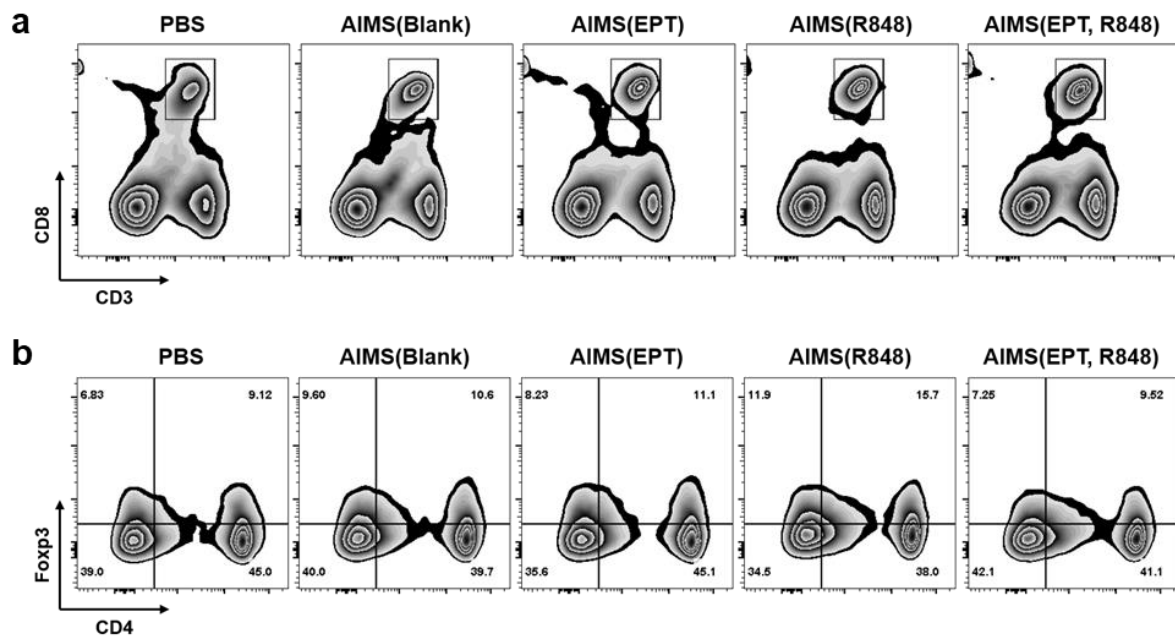 a
PBS
AIMS(Blank)
AIMS(EPT)
AIMS(R848)
AIMS(EPT, R848)
CD8
CD3
b
PBS
AIMS(Blank)
AIMS(EPT)
AIMS(R848)
AIMS(EPT, R848)
6.83 9.12 9.60 10.6 8.23 11.1 11.9 15.7 7.25 9.52
Foxp3
39.0 45.0 40.0 39.7 35.6 45.1 34.5 38.0 42.1 41.1
CD4